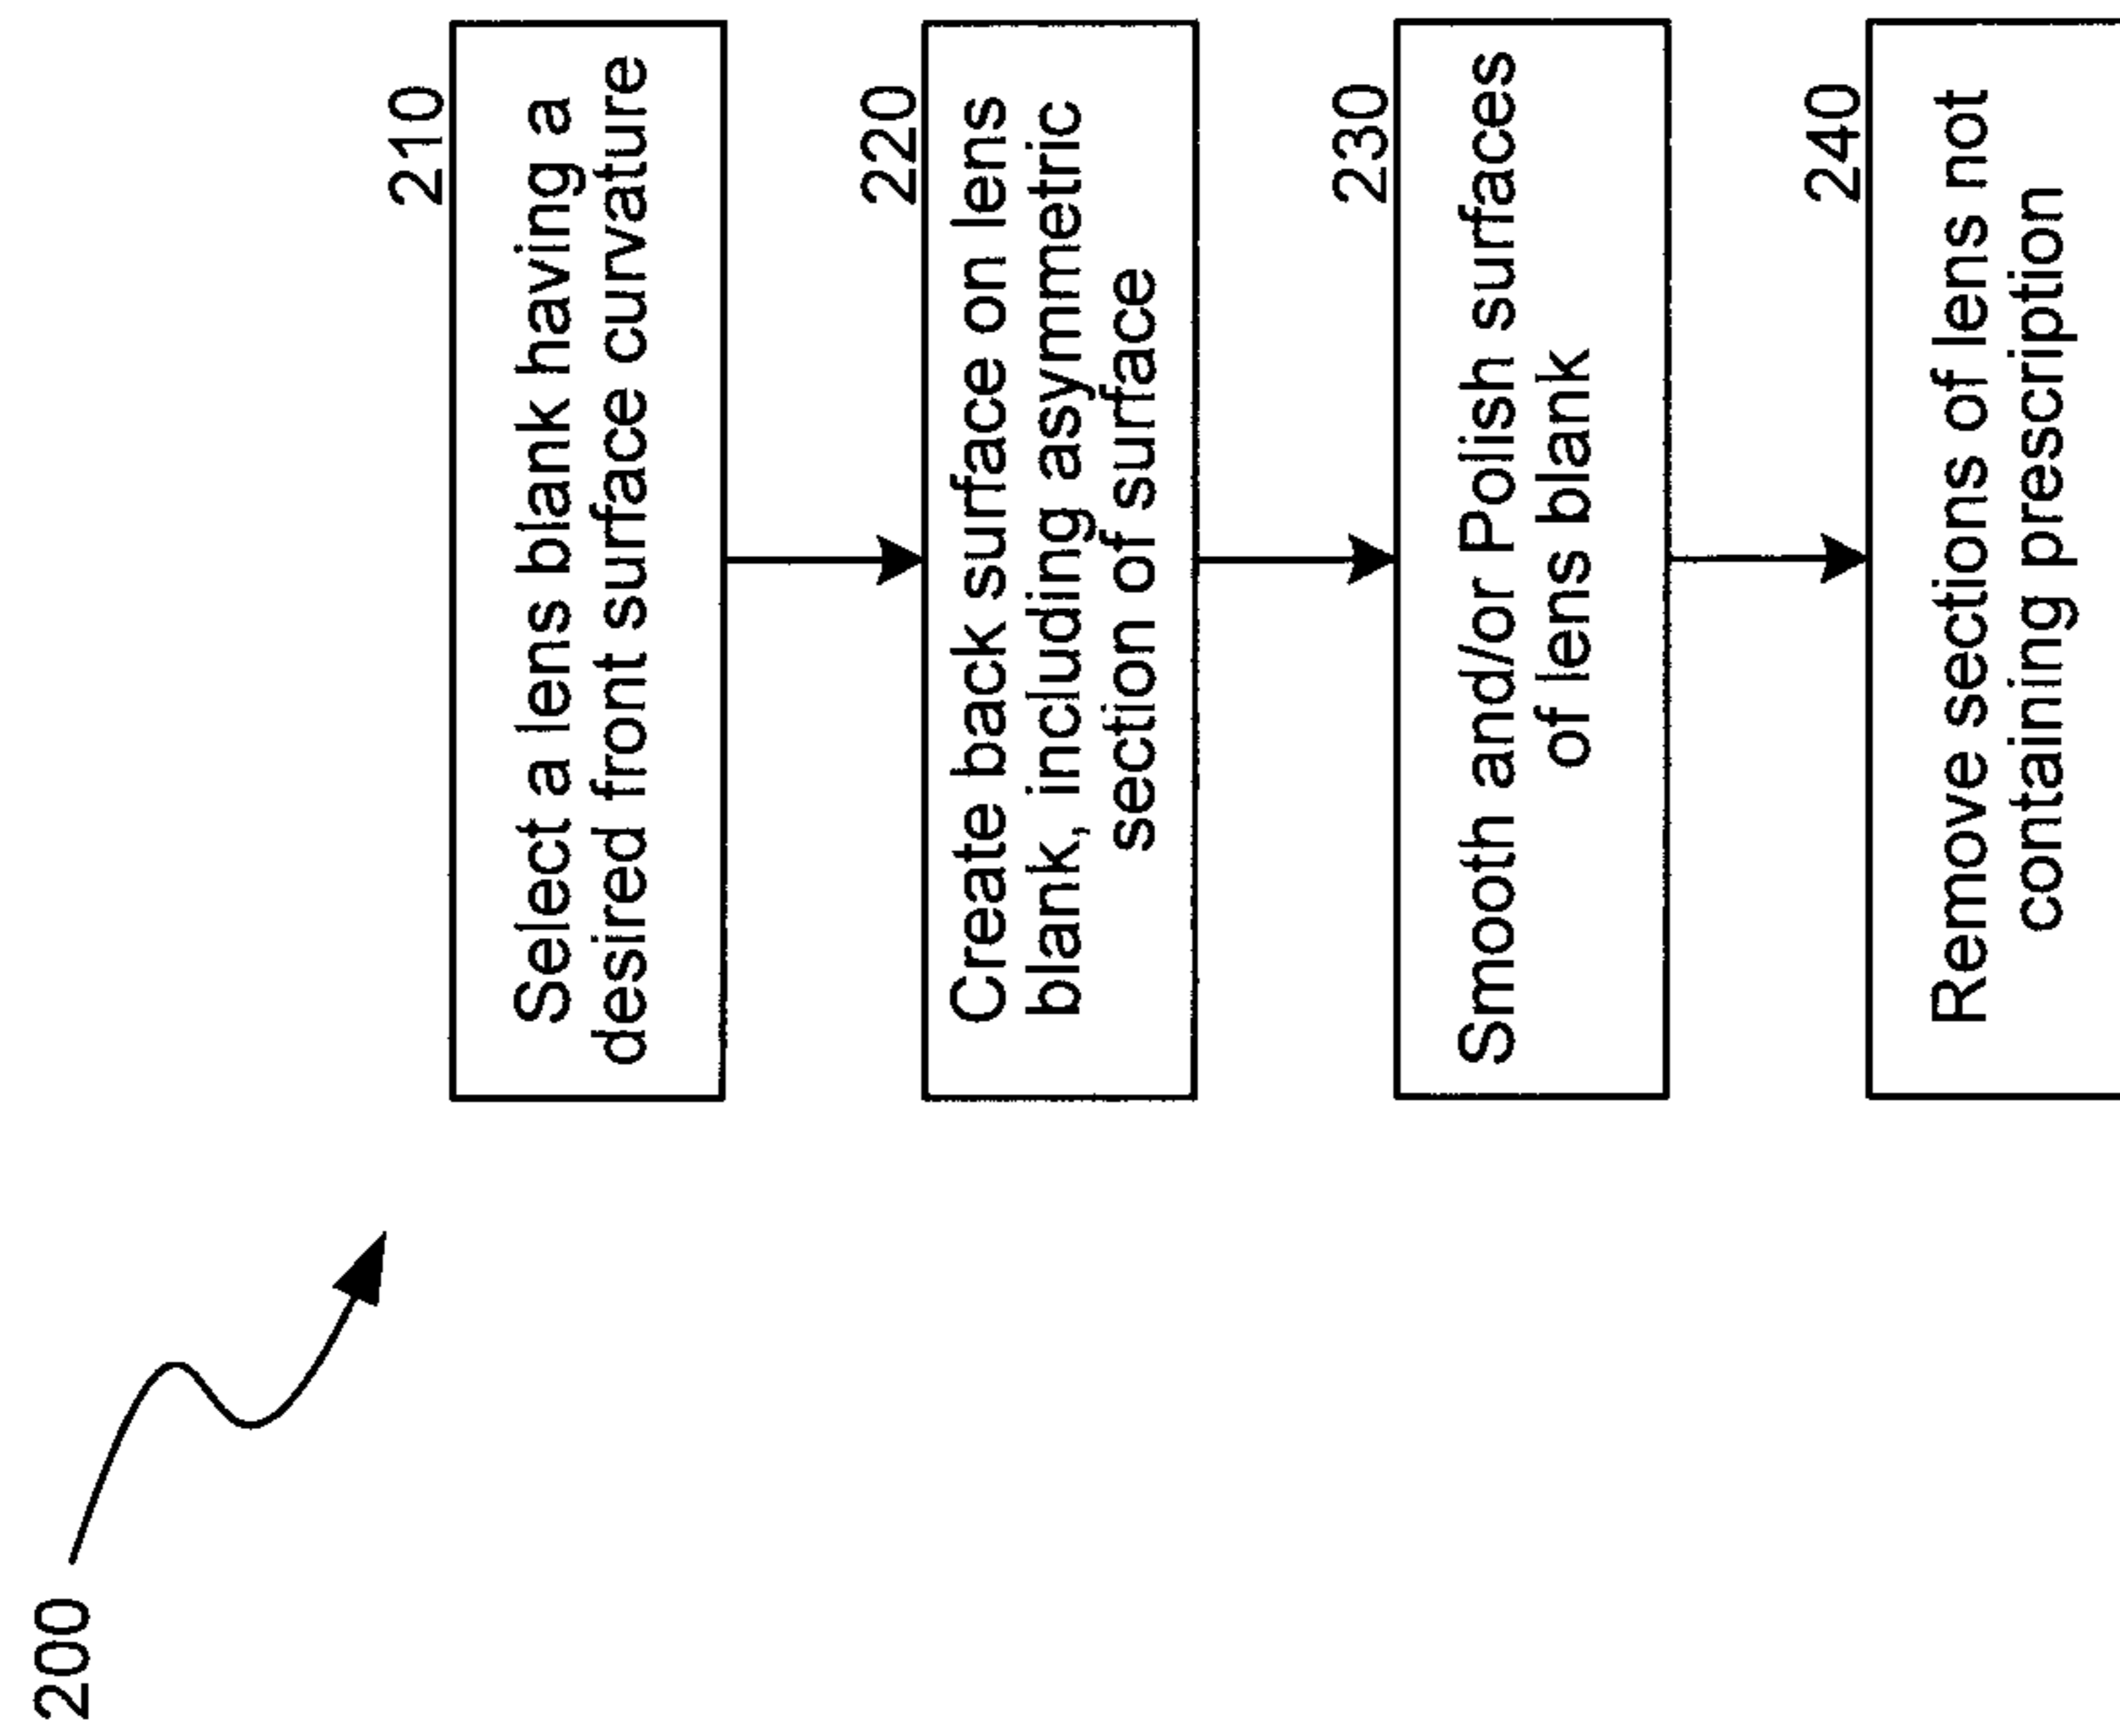 200
210
Select a lens blank having a
desired front surface curvature
220
Create back surface on lens
blank, including asymmetric
section of surface
230
Smooth and/or Polish surfaces
of lens blank
240
Remove sections of lens not
containing prescription